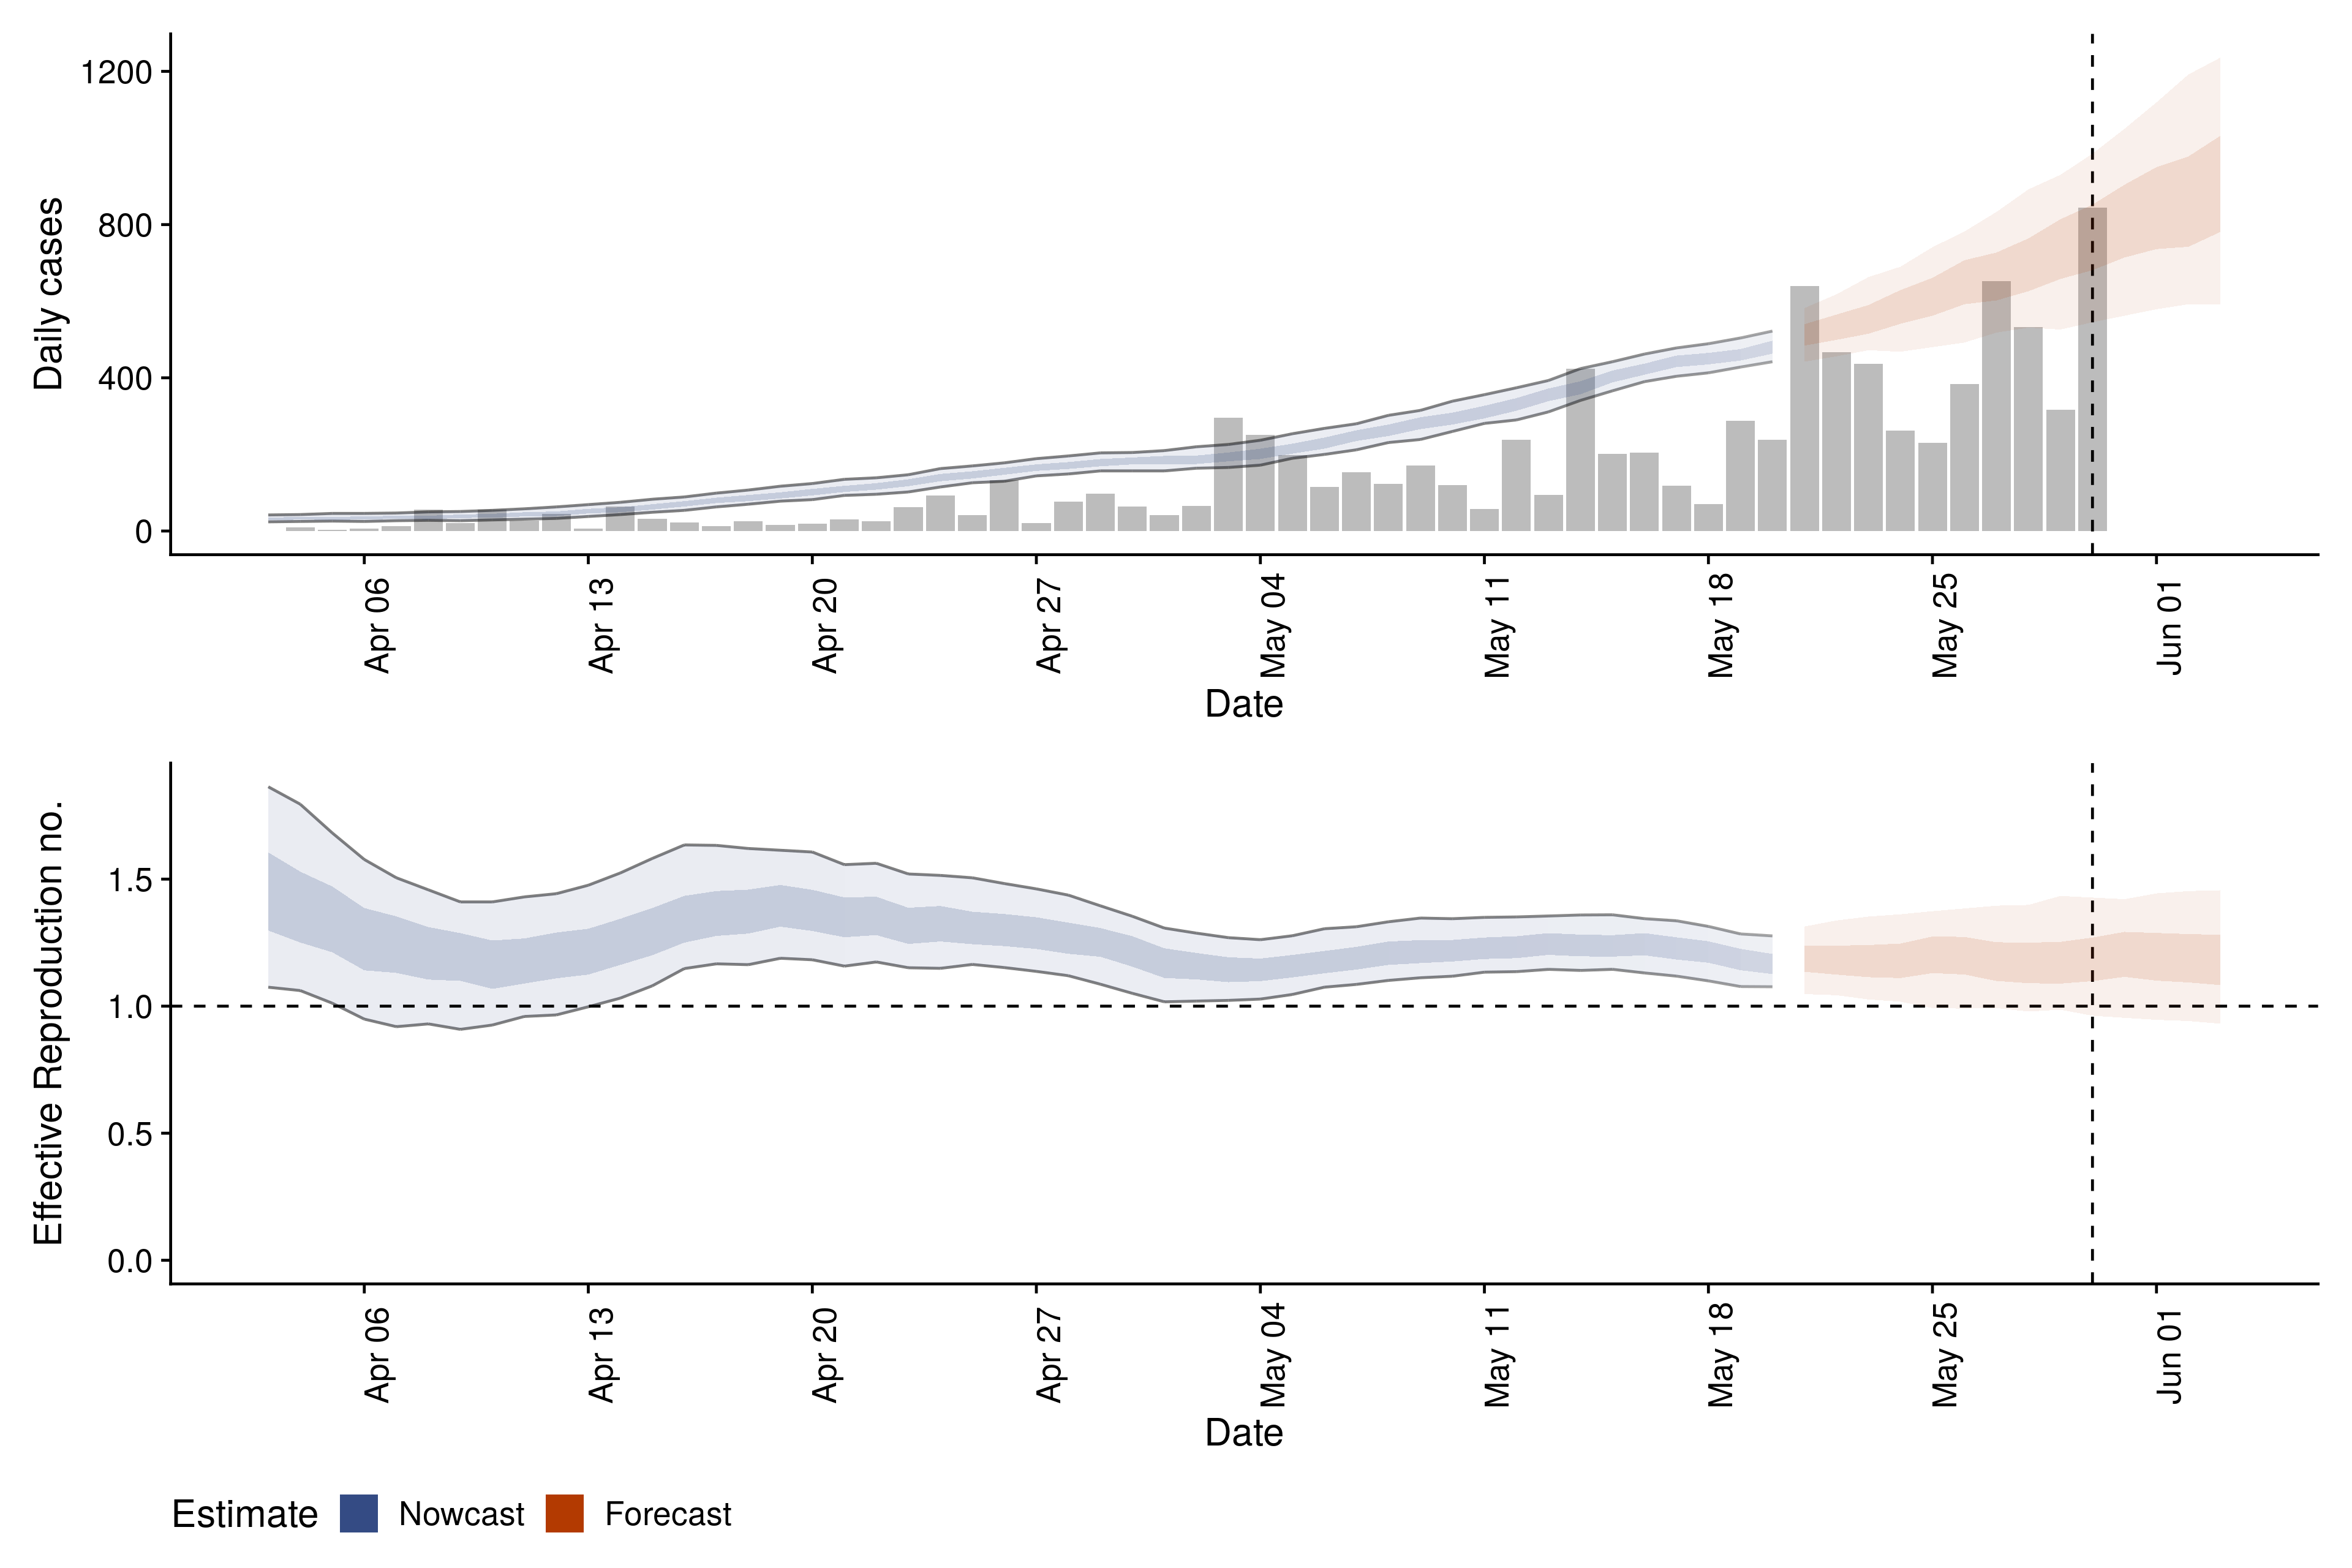 Daily cases
1200
800
400
0
Apr 06
Apr 13
Apr 20
Apr 27
May 04
May 11
May 18
May 25
Jun 01
Date
Effective Reproduction no.
1.5
1.0
0.5
0.0
Apr 06
Apr 13
Apr 20
Apr 27
May 04
May 11
May 18
May 25
Jun 01
Date
Estimate Nowcast Forecast